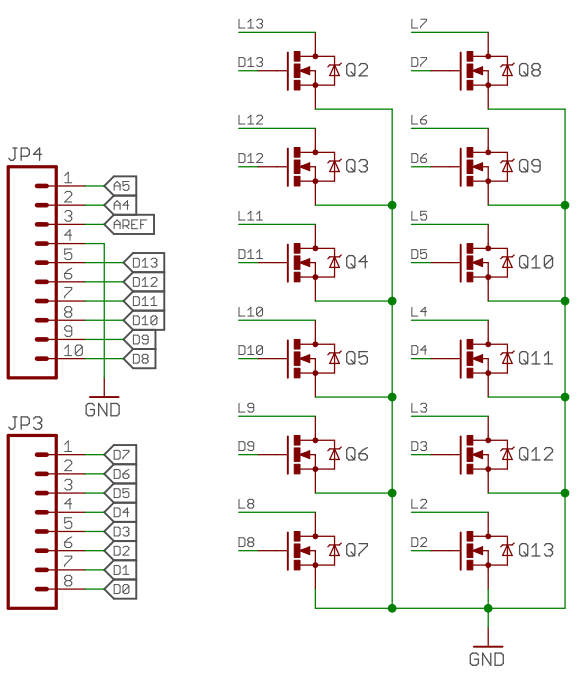 JP4
1 A5
2 A4
3 AREF
4
5 D13
6 D12
7 D11
8 D10
9 D9
10 D8
GND
JP3
1 D7
2 D6
3 D5
4 D4
5 D3
6 D2
7 D1
8 D0
L13
D13 Q2
L12
D12 Q3
L11
D11 Q4
L10
D10 Q5
L9
D9 Q6
L8
D8 Q7
L7
D7 Q8
L6
D6 Q9
L5
D5 Q10
L4
D4 Q11
L3
D3 Q12
L2
D2 Q13
GND